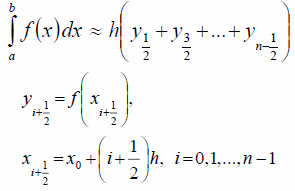 ∫_a^b f(x)dx ≈ h(y_{1/2} + y_{3/2} + ... + y_{n-1/2})
y_{i+1/2} = f(x_{i+1/2}),
x_{i+1/2} = x_0 + (i + 1/2)h, i=0,1,...,n-1